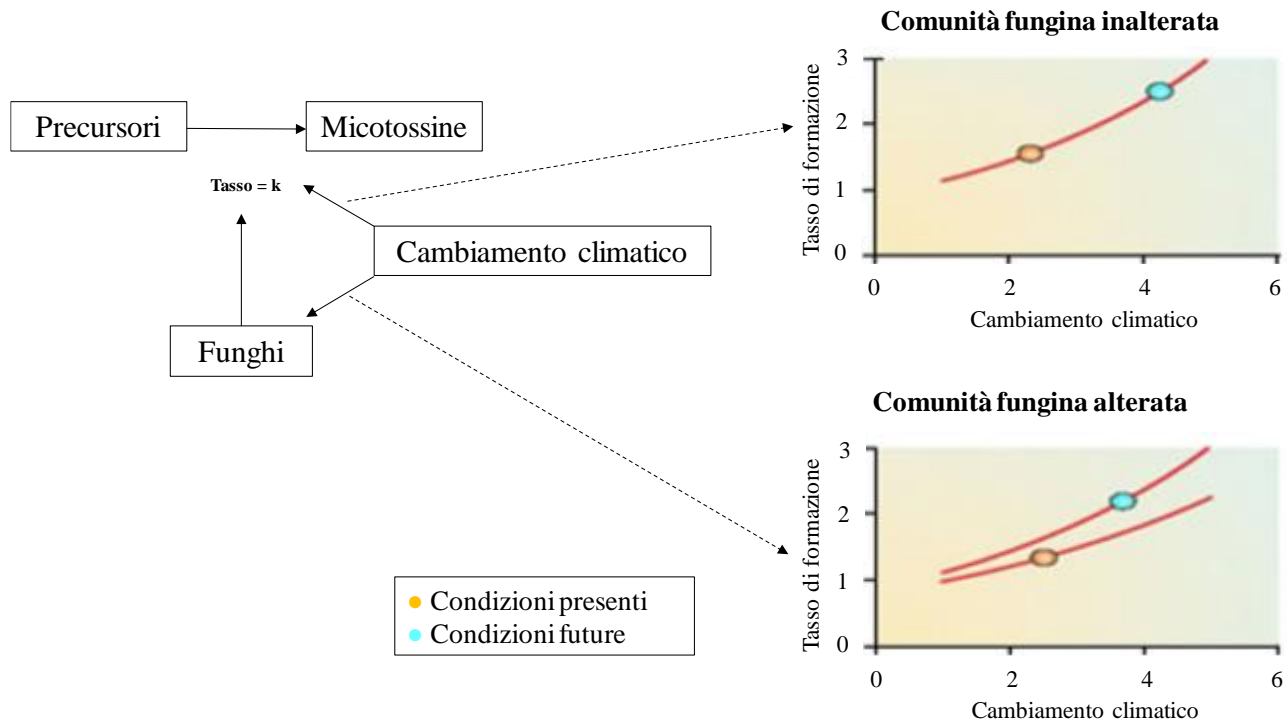 Precursori
Micotossine
Tasso = k
Cambiamento climatico
Funghi
Condizioni presenti
Condizioni future
Comunità fungina inalterata
Tasso di formazione
3
2
1
0
0 2 4 6
Cambiamento climatico
Comunità fungina alterata
Tasso di formazione
3
2
1
0
0 2 4 6
Cambiamento climatico